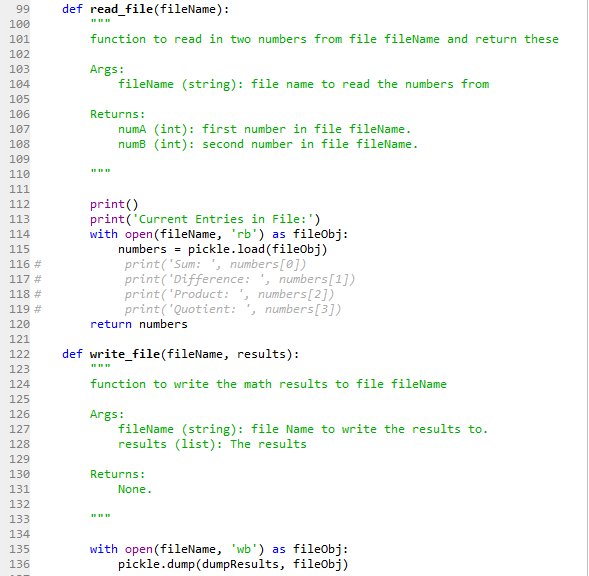 99 def read_file(fileName):
100 """
101 function to read in two numbers from file fileName and return these
102
103 Args:
104 fileName (string): file name to read the numbers from
105
106 Returns:
107 numA (int): first number in file fileName.
108 numB (int): second number in file fileName.
109
110 """
111
112 print()
113 print('Current Entries in File:')
114 with open(fileName, 'rb') as fileObj:
115 numbers = pickle.load(fileObj)
116 # print('Sum: ', numbers[0])
117 # print('Difference: ', numbers[1])
118 # print('Product: ', numbers[2])
119 # print('Quotient: ', numbers[3])
120 return numbers
121
122 def write_file(fileName, results):
123 """
124 function to write the math results to file fileName
125
126 Args:
127 fileName (string): file Name to write the results to.
128 results (list): The results
129
130 Returns:
131 None.
132
133 """
134
135 with open(fileName, 'wb') as fileObj:
136 pickle.dump(dumpResults, fileObj)